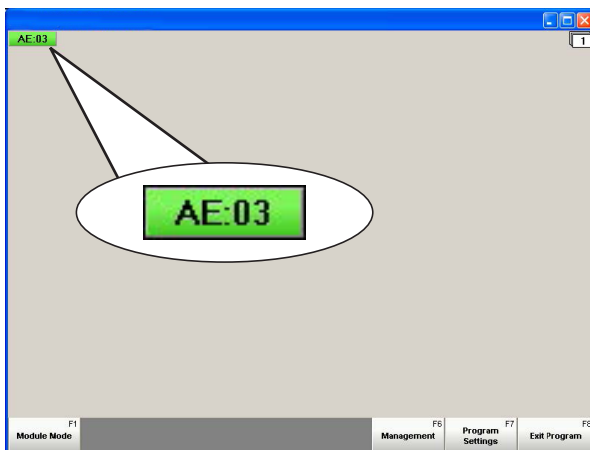 AE:03
1
AE:03
F1
Module Node
F6
Management
F7
Program
Settings
F8
Exit Program